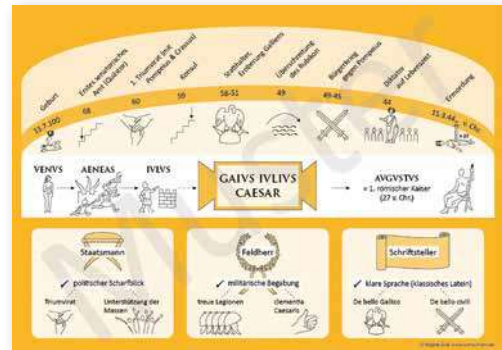 Geburt
13.7.100
Erstes senatorisches
Amt (Quästor)
68
1. Triumvirat (mit
Pompeius & Crassus)
60
Konsul
59
Statthalter,
Eroberung Galliens
58-51
Überschreitung
des Rubikon
49
Bürgerkrieg
gegen Pompeius
49-45
Diktator
auf Lebenszeit
44
Ermordung
15.3.44 v. Chr.
VENVS
AENEAS
IVLVS
GAIVS IVLIVS
CAESAR
AVGVSTVS
= 1. römischer Kaiser
(27 v. Chr.)
Staatsmann
politischer Scharfblick
Triumvirat
Unterstützung der
Massen
Feldherr
militärische Begabung
treue Legionen
clementia
Caesaris
Schriftsteller
klare Sprache (klassisches Latein)
De bello Gallico
De bello civili
Muster